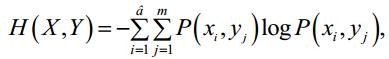 H(X,Y) = −∑_{i=1}^{á} ∑_{j=1}^{m} P(x_i, y_j) log P(x_i, y_j),